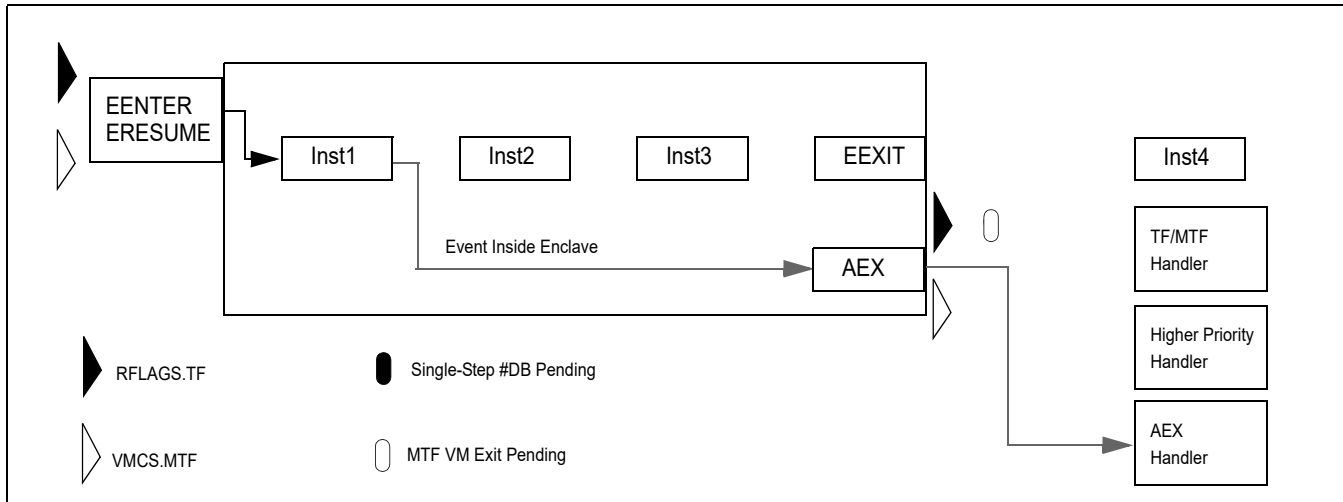 EENTER
ERESUME
Inst1
Inst2
Inst3
EEXIT
Inst4
Event Inside Enclave
AEX
TF/MTF
Handler
Higher Priority
Handler
AEX
Handler
RFLAGS.TF
Single-Step #DB Pending
VMCS.MTF
MTF VM Exit Pending